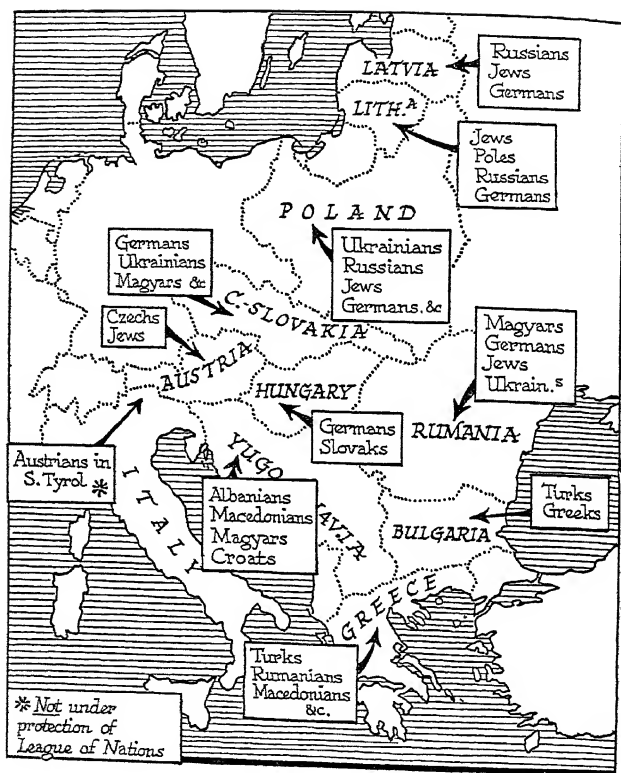 LATVIA
Russians
Jews
Germans
LITH.A
Jews
Poles
Russians
Germans
POLAND
Ukrainians
Russians
Jews
Germans. &c
Germans
Ukrainians
Magyars &c
C. SLOVAKIA
Czechs
Jews
AUSTRIA
HUNGARY
Germans
Slovaks
Magyars
Germans
Jews
Ukrain.s
RUMANIA
Austrians in
S. Tyrol *
ITALY
YUGO
AVIA
Albanians
Macedonians
Magyars
Croats
BULGARIA
Turks
Greeks
GREECE
Turks
Rumanians
Macedonians
&c.
* Not under
protection of
League of Nations